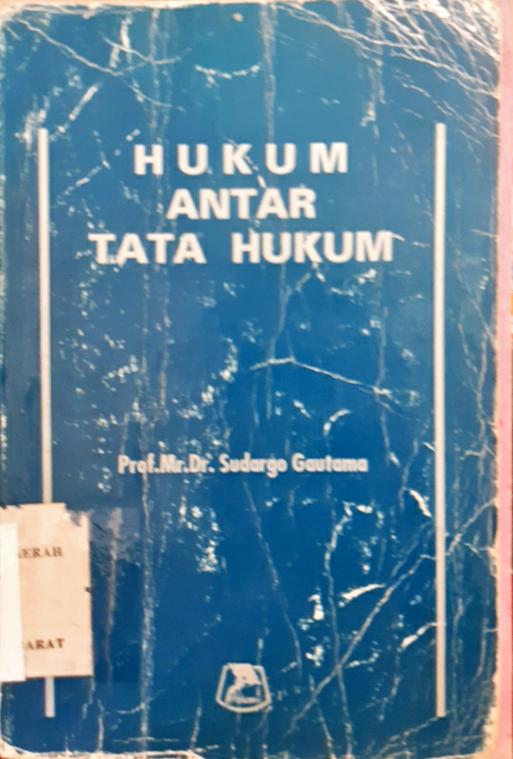 HUKUM
ANTAR
TATA HUKUM
Prof.Mr.Dr. Sudargo Gautama
ERAH
ARAT